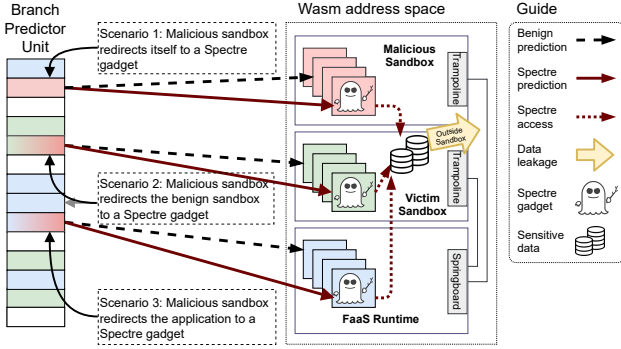 Branch
Predictor
Unit
Scenario 1: Malicious sandbox
redirects itself to a Spectre
gadget
Scenario 2: Malicious sandbox
redirects the benign sandbox
to a Spectre gadget
Scenario 3: Malicious sandbox
redirects the application to a
Spectre gadget
Wasm address space
Malicious
Sandbox
Trampoline
Outside
Sandbox
Trampoline
Victim
Sandbox
Springboard
FaaS Runtime
Guide
Benign
prediction
Spectre
prediction
Spectre
access
Data
leakage
Spectre
gadget
Sensitive
data